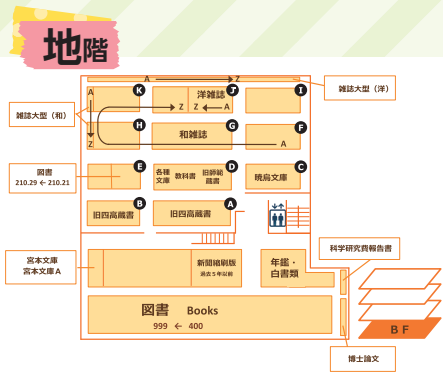 地階
A → Z
K
洋雑誌
J
I
雑誌大型（洋）
A
Z
Z ← A
雑誌大型（和）
H
和雑誌
G
F
Z
A
E
各種文庫
教科書
旧師範蔵書
D
C
暁烏文庫
図書
210.29 ← 210.21
B
旧四高蔵書
A
旧四高蔵書
科学研究費報告書
宮本文庫
宮本文庫A
新聞縮刷版
過去5年以前
年鑑・
白書類
図書 Books
999 ← 400
BF
博士論文